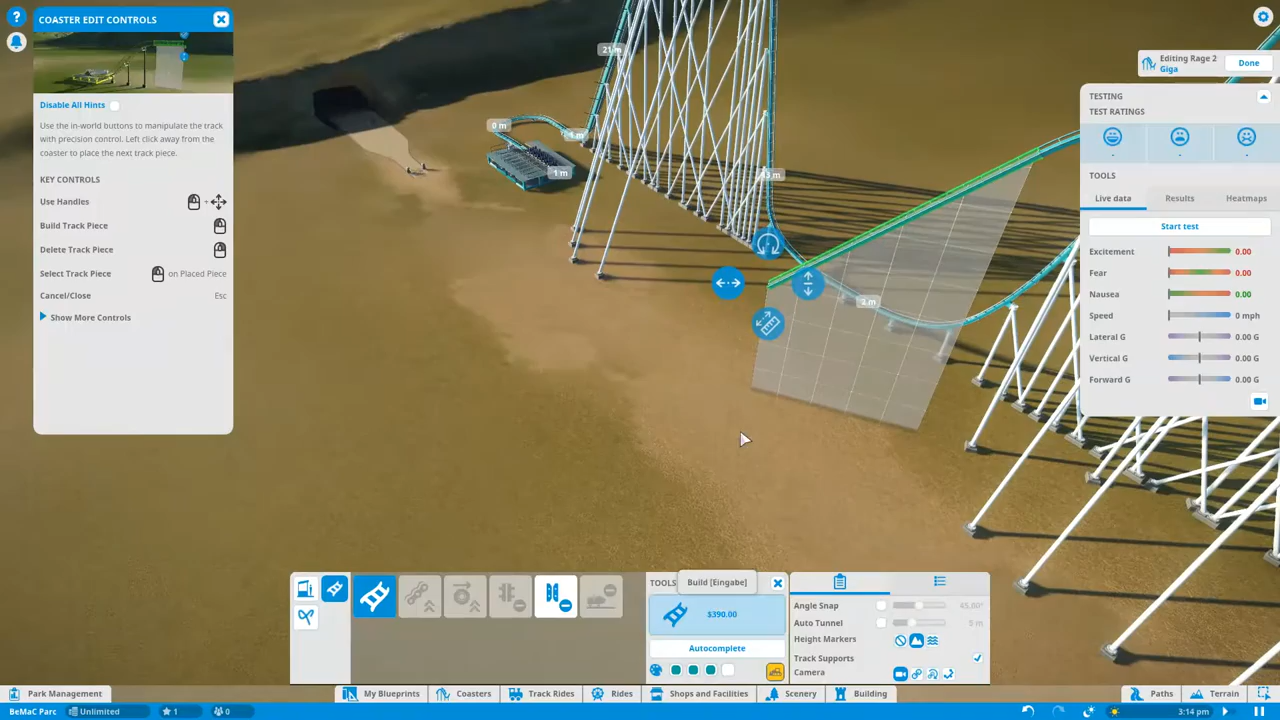 COASTER EDIT CONTROLS
Disable All Hints
Use the in-world buttons to manipulate the track
with precision control. Left click away from the
coaster to place the next track piece.
KEY CONTROLS
Use Handles +
Build Track Piece
Delete Track Piece
Select Track Piece on Placed Piece
Cancel/Close Esc
Show More Controls
21 m
0 m
1 m
1 m
2 m
Editing Rage 2
Giga
Done
TESTING
TEST RATINGS
- - -
TOOLS
Live data Results Heatmaps
Start test
Excitement 0.00
Fear 0.00
Nausea 0.00
Speed 0 mph
Lateral G 0.00 G
Vertical G 0.00 G
Forward G 0.00 G
TOOLS
Build [Eingabe]
$390.00
Autocomplete
Angle Snap 45.00°
Auto Tunnel 0 m
Height Markers
Track Supports
Camera
Park Management
My Blueprints
Coasters
Track Rides
Rides
Shops and Facilities
Scenery
Building
Paths
Terrain
BeMaC Parc Unlimited 1 0
3:14 pm